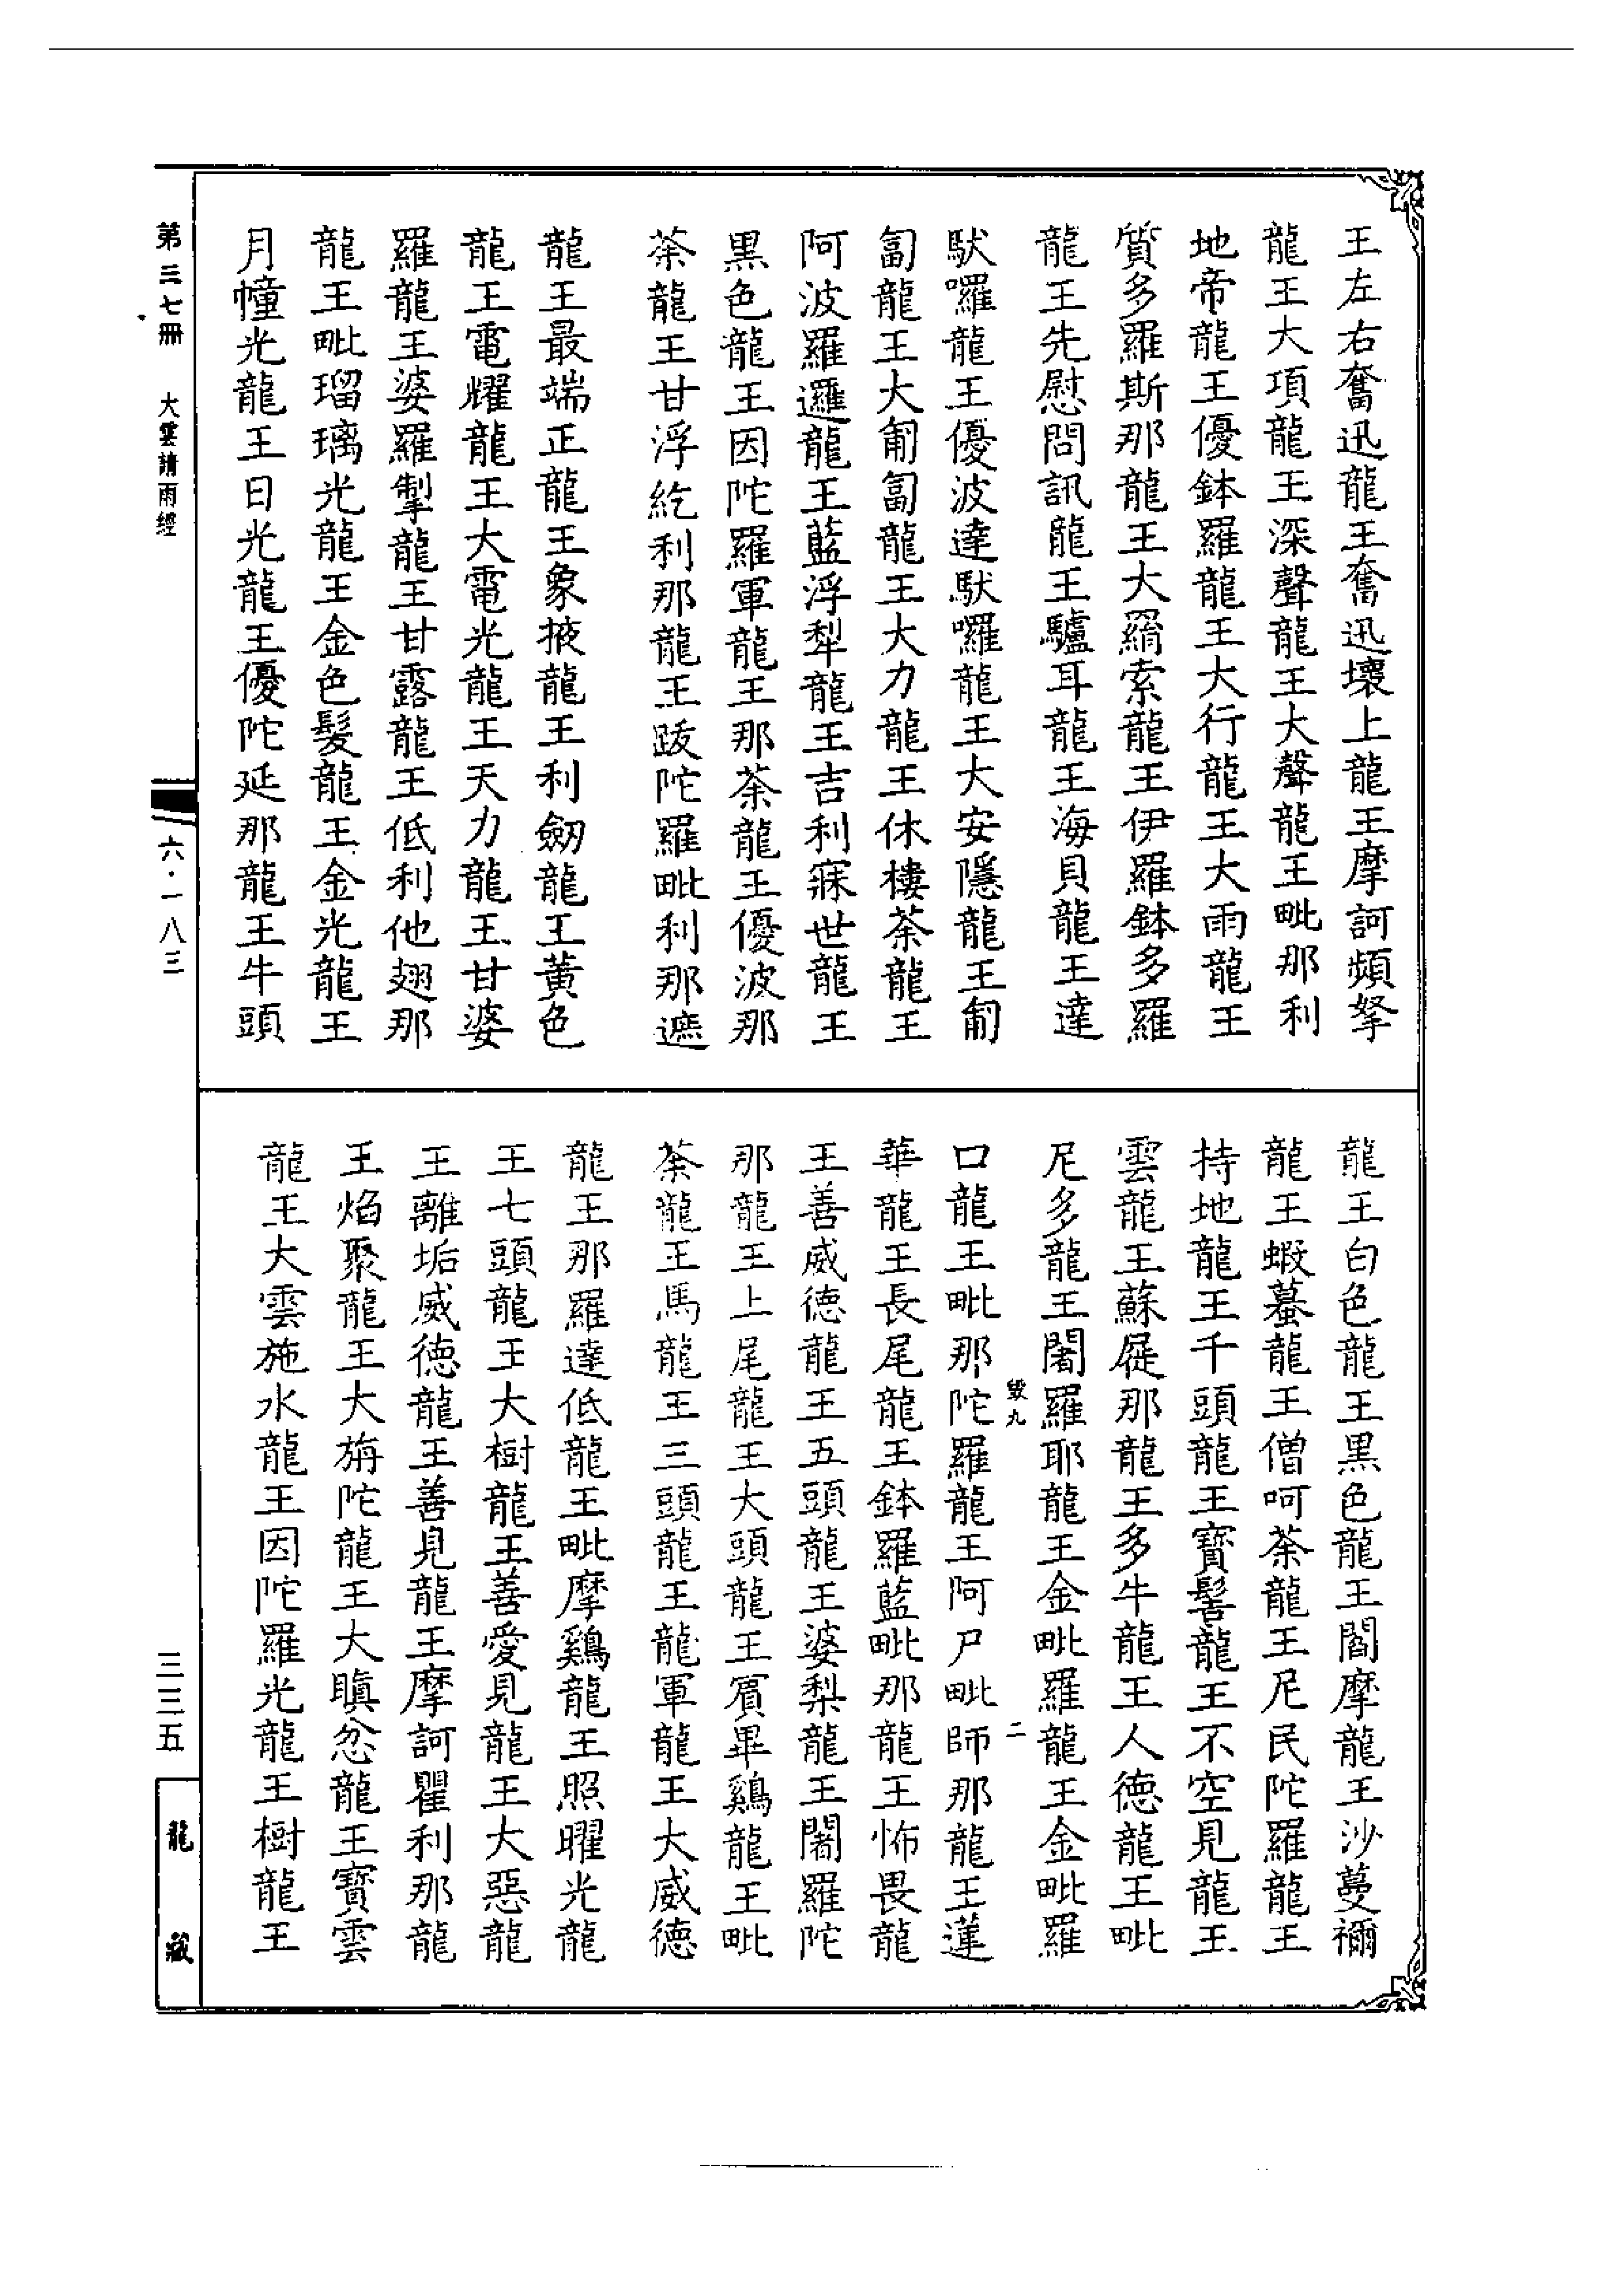 王左右奮迅龍王奮迅壞上龍王摩訶頻拏
龍王大項龍王深聲龍王大聲龍王毗那利
地帝龍王優鉢羅龍王大行龍王大雨龍王
質多羅斯那龍王大羂索龍王伊羅鉢多羅
龍王先慰問訊龍王驢耳龍王海貝龍王達
馱囉龍王優波達馱囉龍王大安隱龍王匍
匐龍王大匍匐龍王大力龍王休棲茶龍王
阿波羅邏龍王藍浮犁龍王吉利寐世龍王
黑色龍王因陀羅軍龍王那茶龍王優波那
茶龍王甘浮紇利那龍王跋陀羅毗利那遮
龍王最端正龍王象掖龍王利劒龍王黃色
龍王電耀龍王大電光龍王天力龍王甘婆
羅龍王婆羅掣龍王甘露龍王低利他翅那
龍王毗瑠璃光龍王金色髮龍王金光龍王
月幢光龍王日光龍王優陀延那龍王牛頭
龍王白色龍王黑色龍王閻摩龍王沙蔓禰
龍王蝦蟇龍王僧呵茶龍王尼民陀羅龍王
持地龍王千頭龍王寶髻龍王不空見龍王
雲龍王蘇屣那龍王多牛龍王人德龍王毗
尼多龍王闍羅耶龍王金毗羅龍王金毗羅
毀九 二
口龍王毗那陀羅龍王阿尸毗師那龍王蓮
華龍王長尾龍王鉢羅藍毗那龍王怖畏龍
王善威德龍王五頭龍王婆梨龍王闍羅陀
那龍王上尾龍王大頭龍王賓畢鷄龍王毗
茶龍王馬龍王三頭龍王龍軍龍王大威德
龍王那羅達低龍王毗摩鷄龍王照曜光龍
王七頭龍王大樹龍王善愛見龍王大惡龍
王離垢威德龍王善見龍王摩訶瞿利那龍
王焰聚龍王大旃陀龍王大瞋忿龍王寶雲
龍王大雲施水龍王因陀羅光龍王樹龍王
第三七冊 大雲請雨經
六·一八三
三三五
龍藏